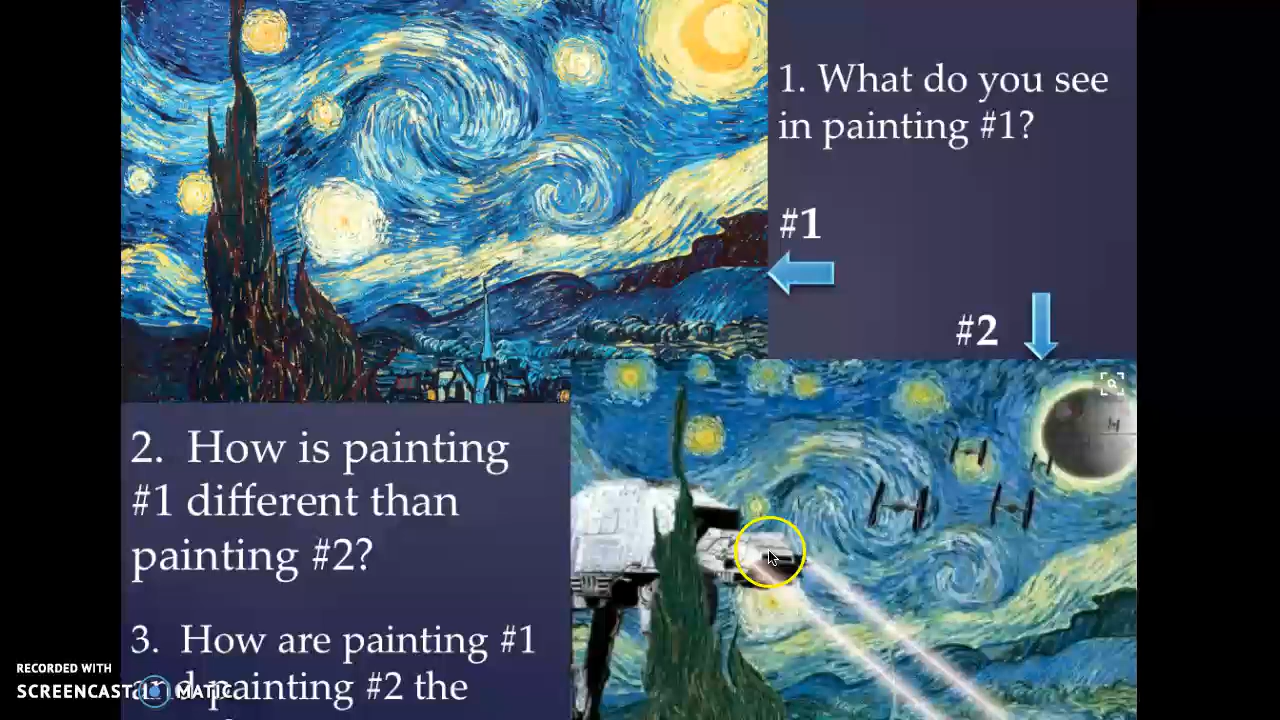 1. What do you see
in painting #1?
#1
#2
2. How is painting
#1 different than
painting #2?
3. How are painting #1
and painting #2 the
RECORDED WITH
SCREENCAST MATIC